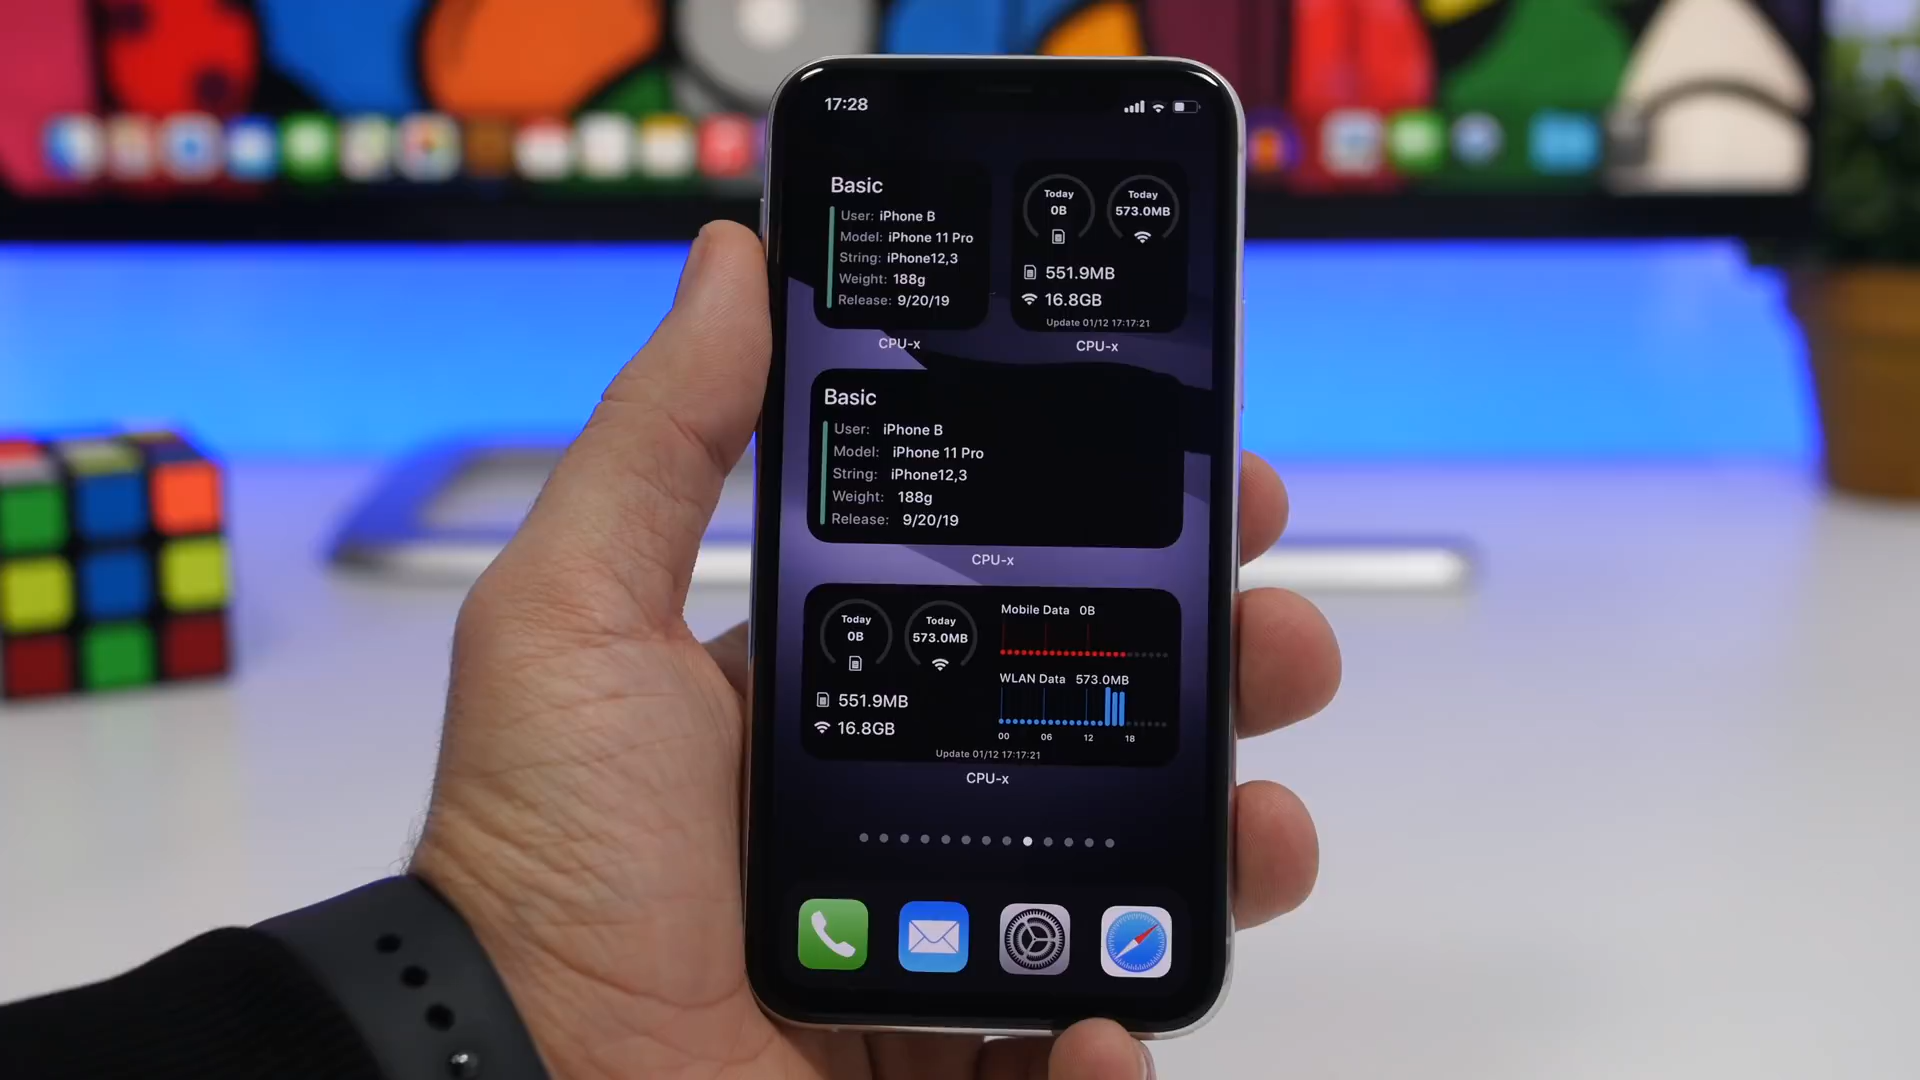 17:28
Basic
User: iPhone B
Model: iPhone 11 Pro
String: iPhone12,3
Weight: 188g
Release: 9/20/19
CPU-x
Today
0B
Today
573.0MB
551.9MB
16.8GB
Update 01/12 17:17:21
CPU-x
Basic
User: iPhone B
Model: iPhone 11 Pro
String: iPhone12,3
Weight: 188g
Release: 9/20/19
CPU-x
Today
0B
Today
573.0MB
551.9MB
16.8GB
Mobile Data 0B
WLAN Data 573.0MB
00 06 12 18
Update 01/12 17:17:21
CPU-x